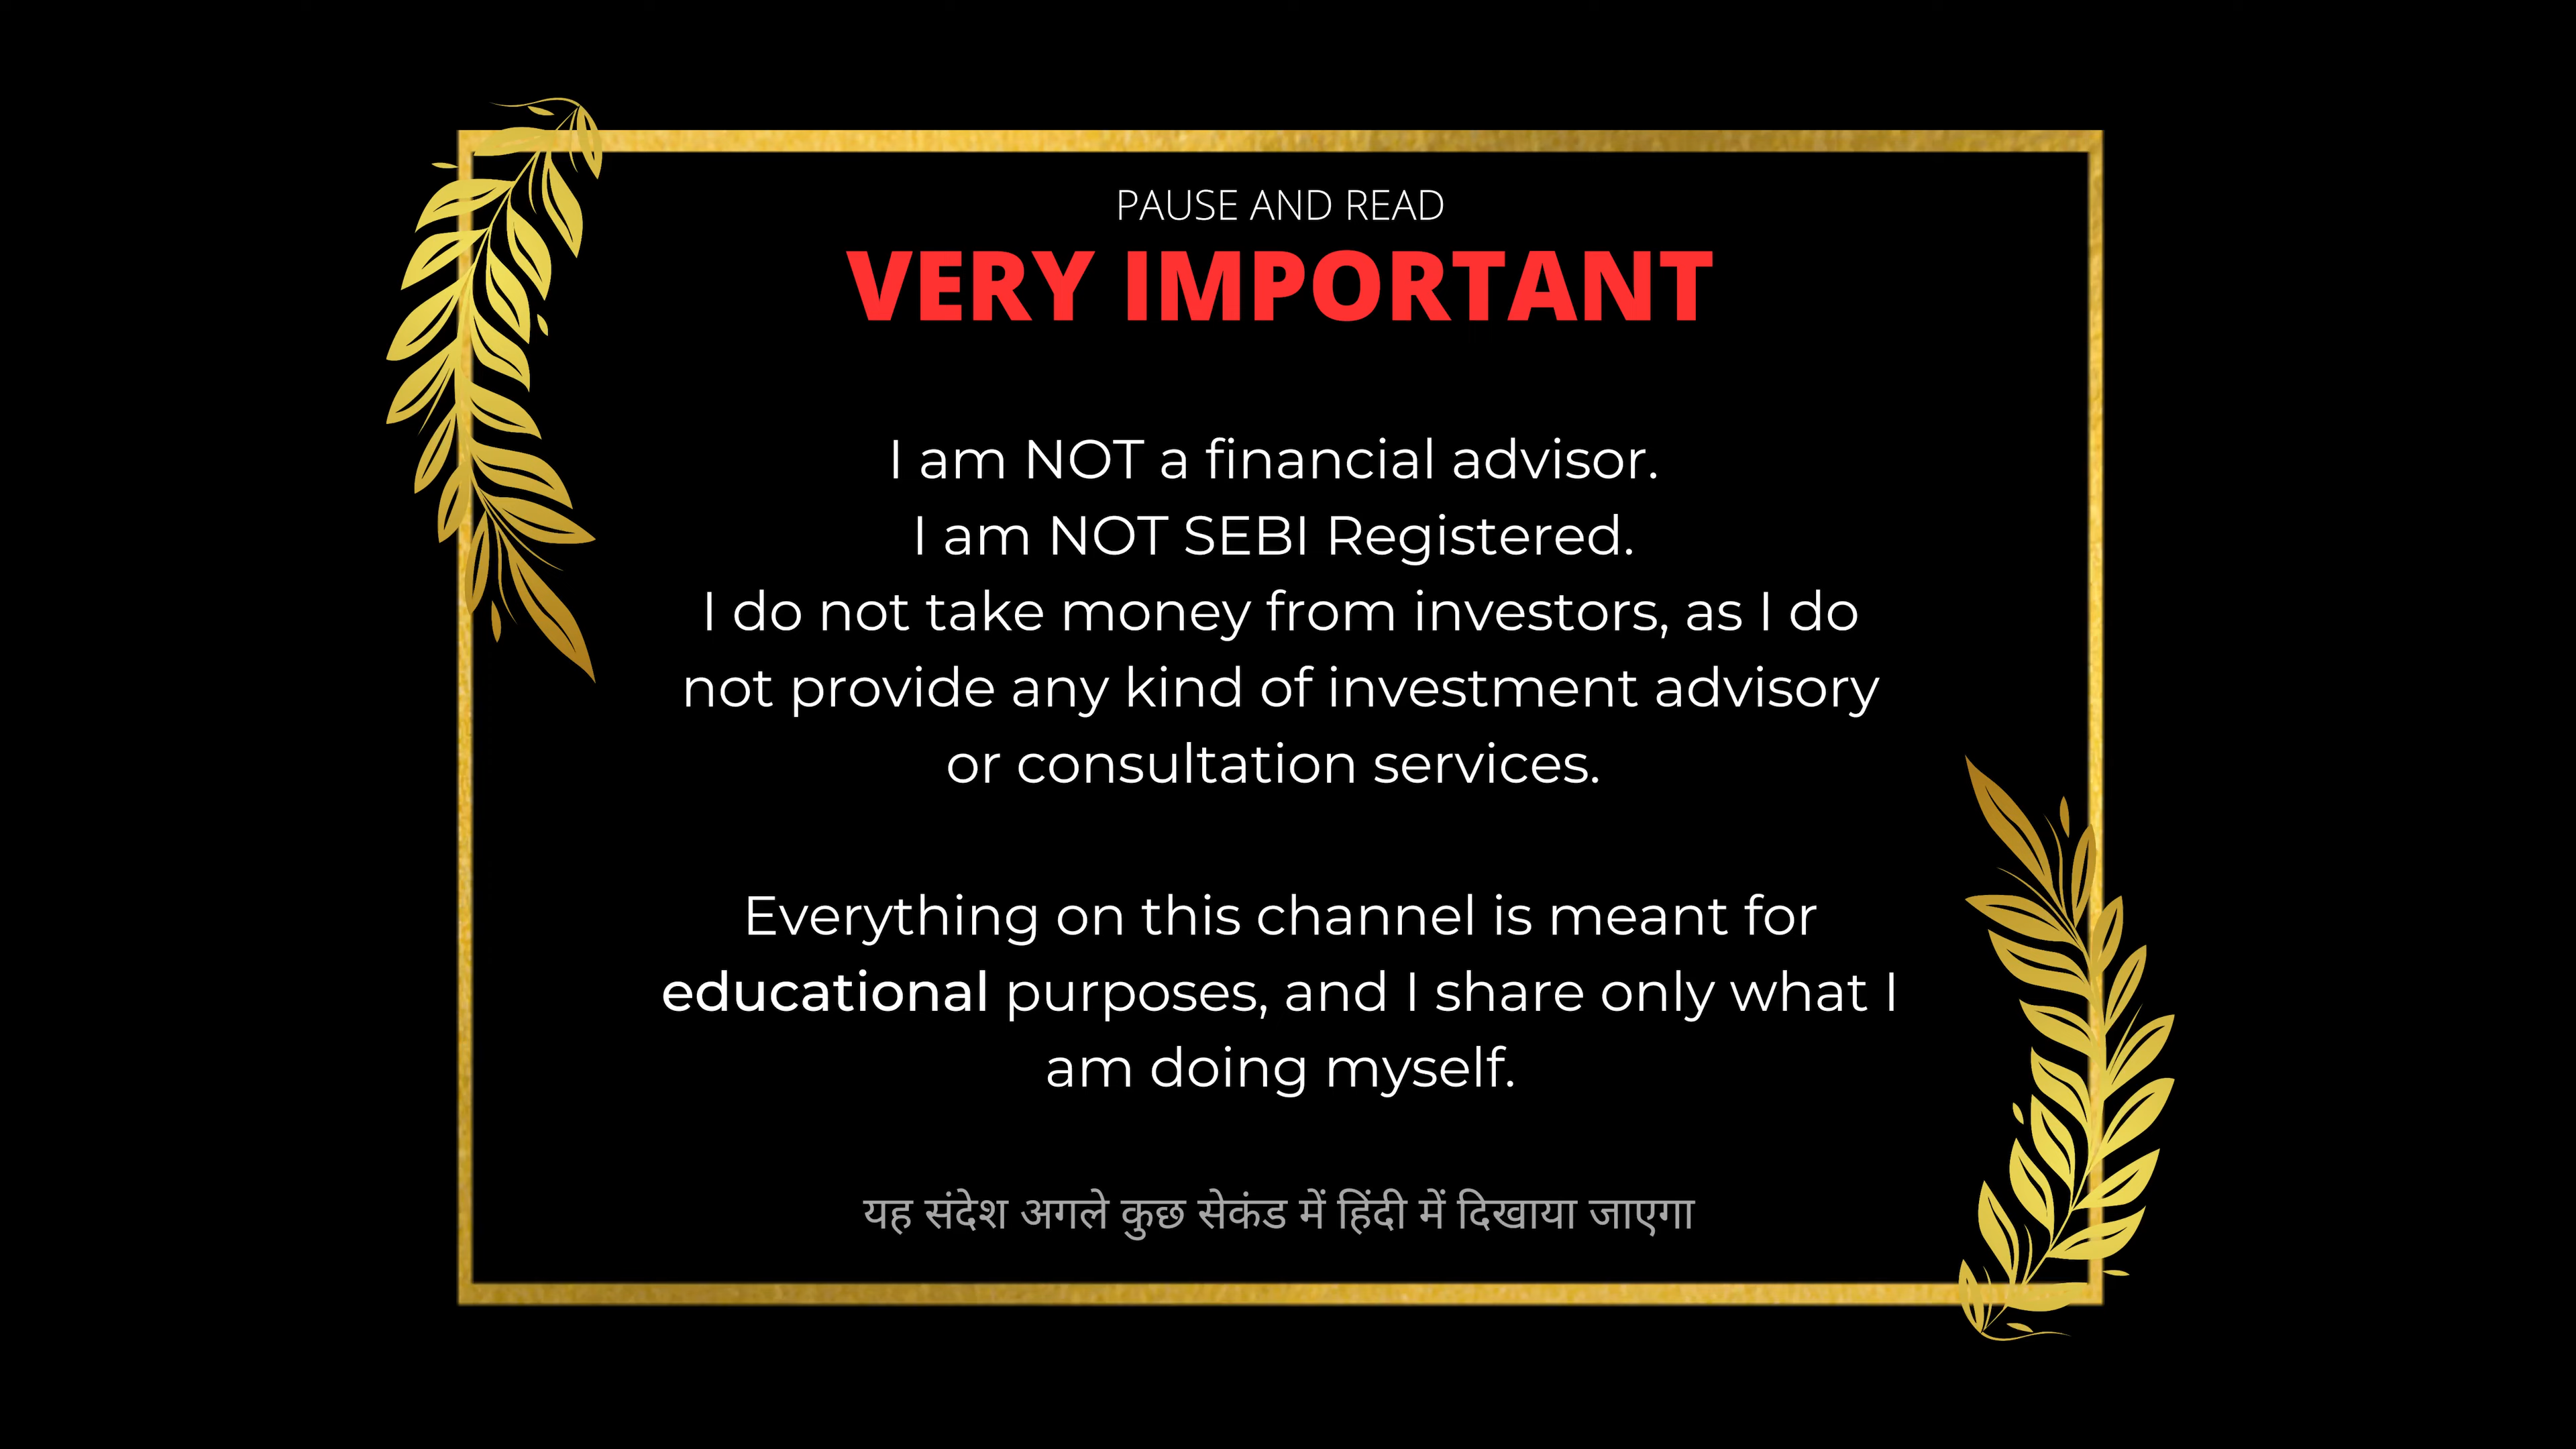 PAUSE AND READ
VERY IMPORTANT
I am NOT a financial advisor.
I am NOT SEBI Registered.
I do not take money from investors, as I do
not provide any kind of investment advisory
or consultation services.
Everything on this channel is meant for
educational purposes, and I share only what I
am doing myself.
यह संदेश अगले कुछ सेकंड में हिंदी में दिखाया जाएगा